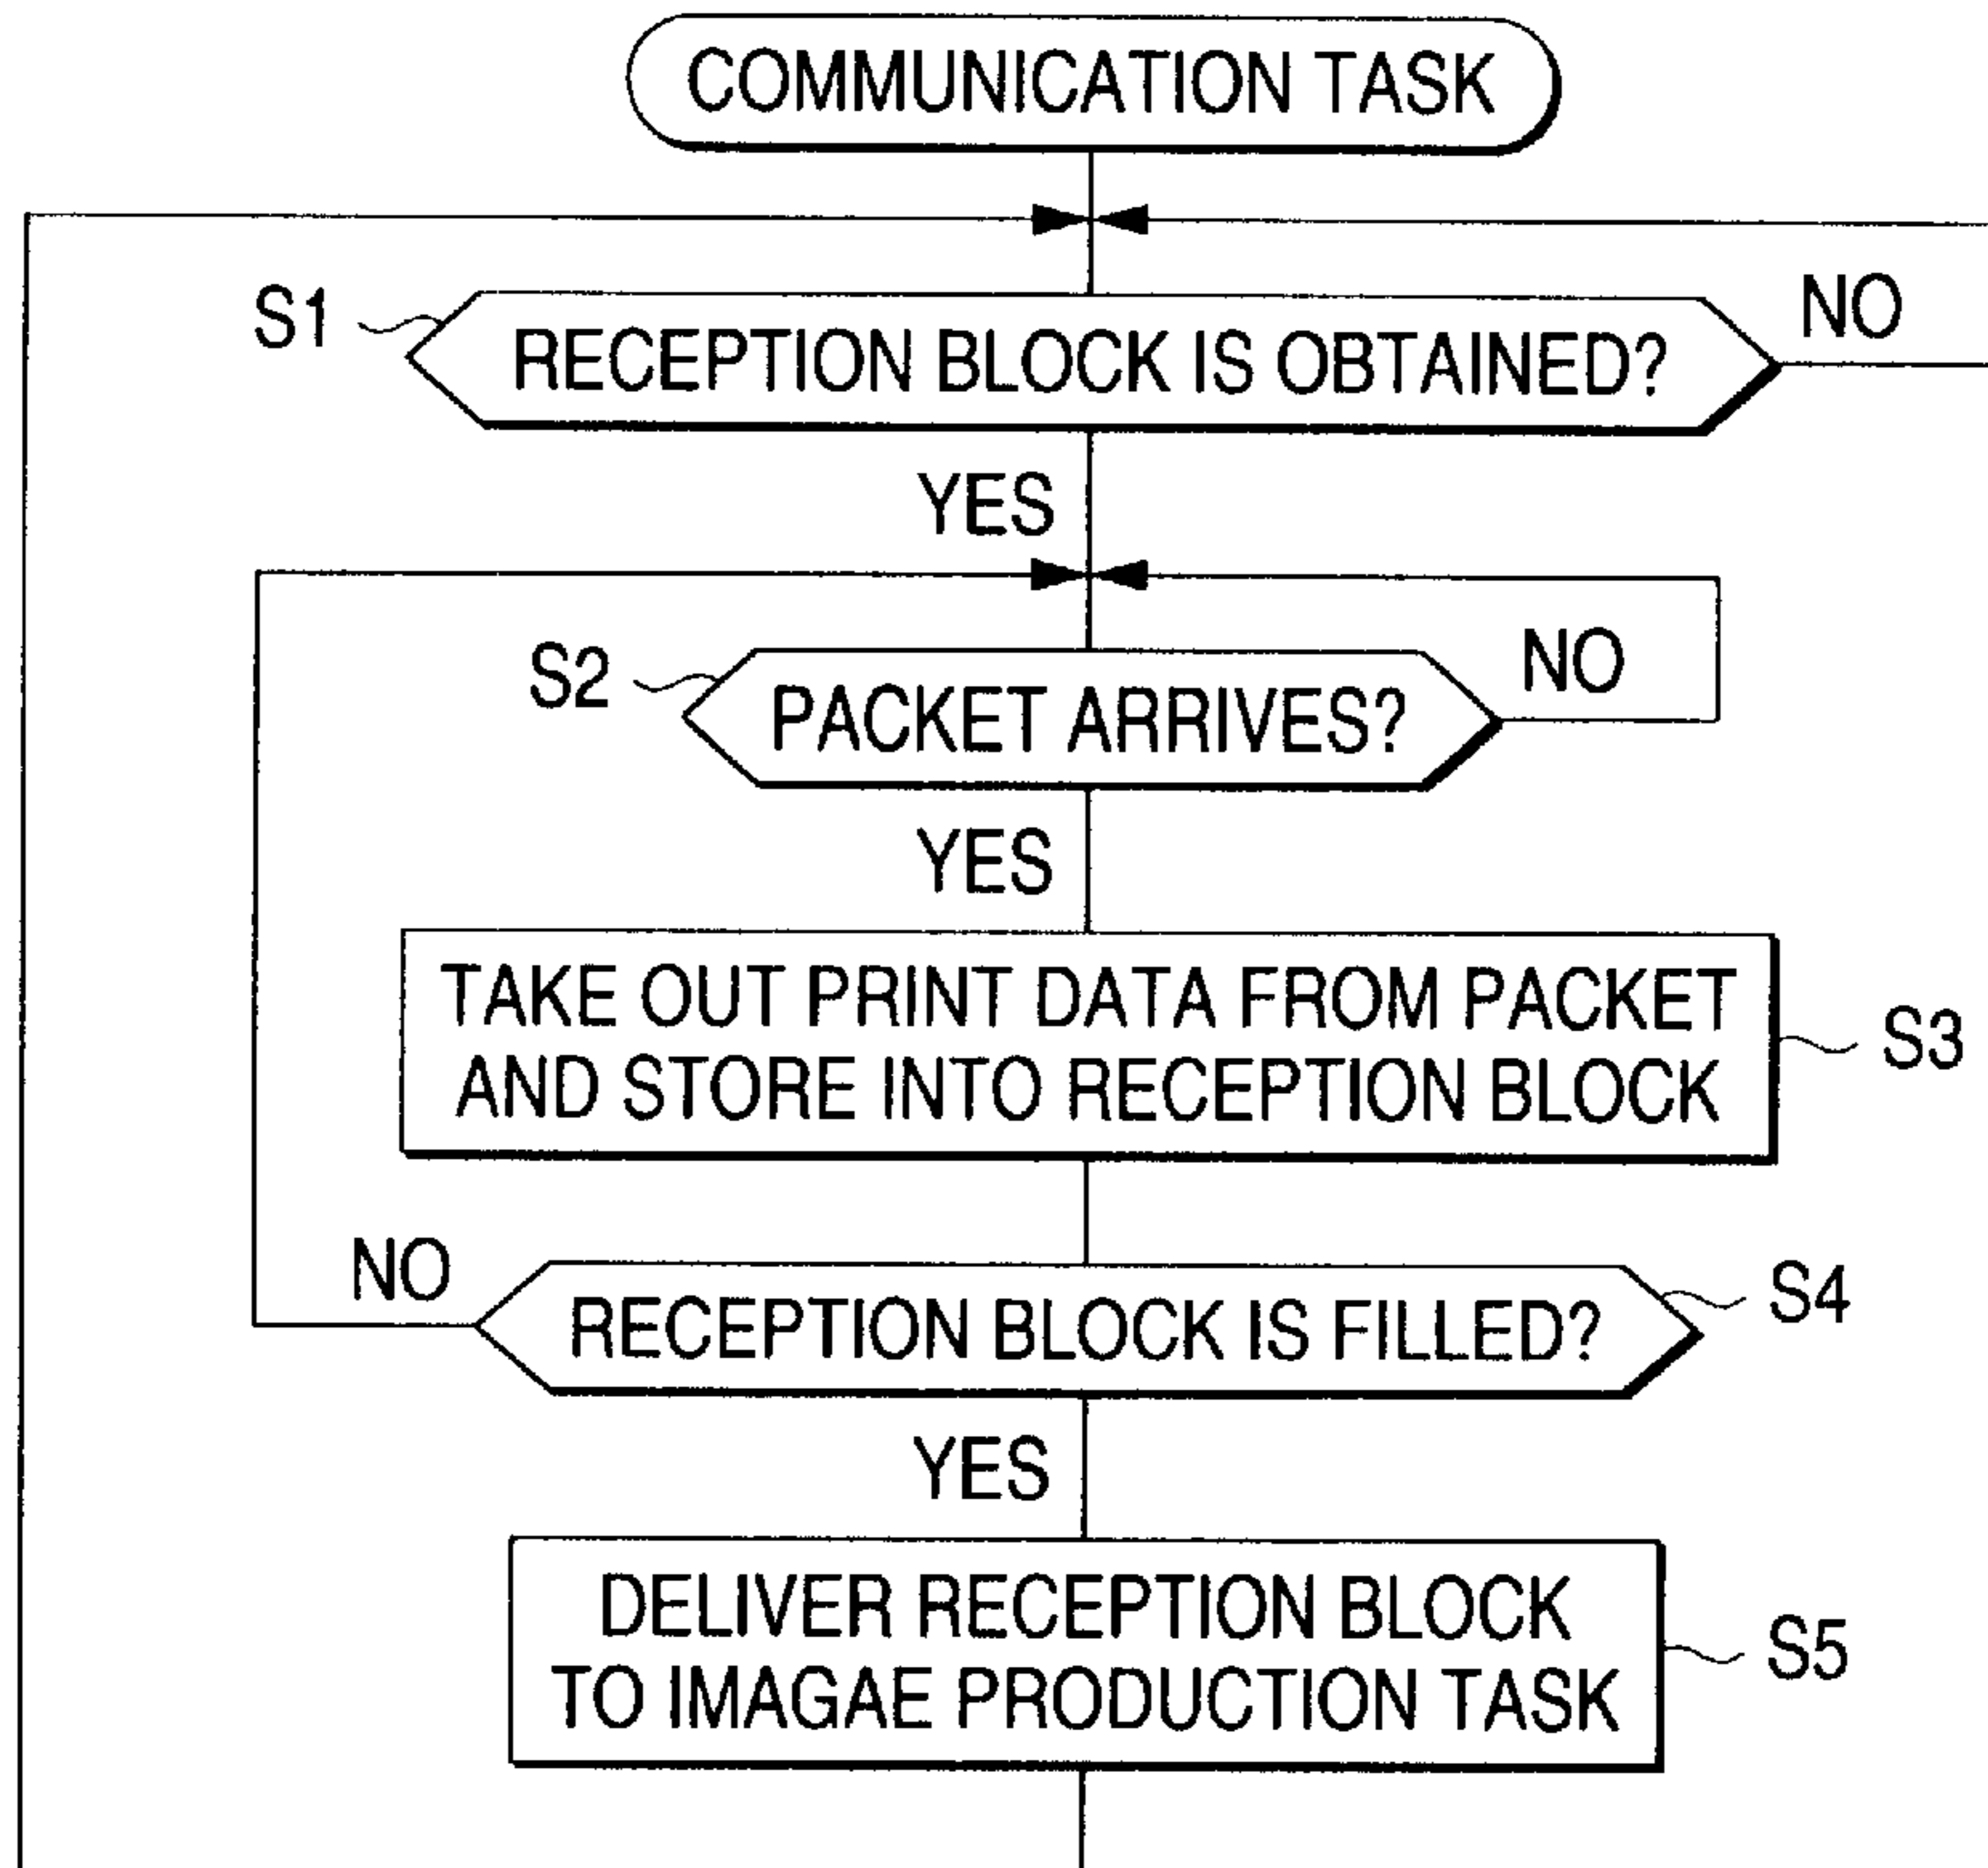 COMMUNICATION TASK
S1
RECEPTION BLOCK IS OBTAINED?
NO
YES
S2
PACKET ARRIVES?
NO
YES
TAKE OUT PRINT DATA FROM PACKET
AND STORE INTO RECEPTION BLOCK
S3
NO
RECEPTION BLOCK IS FILLED?
S4
YES
DELIVER RECEPTION BLOCK
TO IMAGAE PRODUCTION TASK
S5